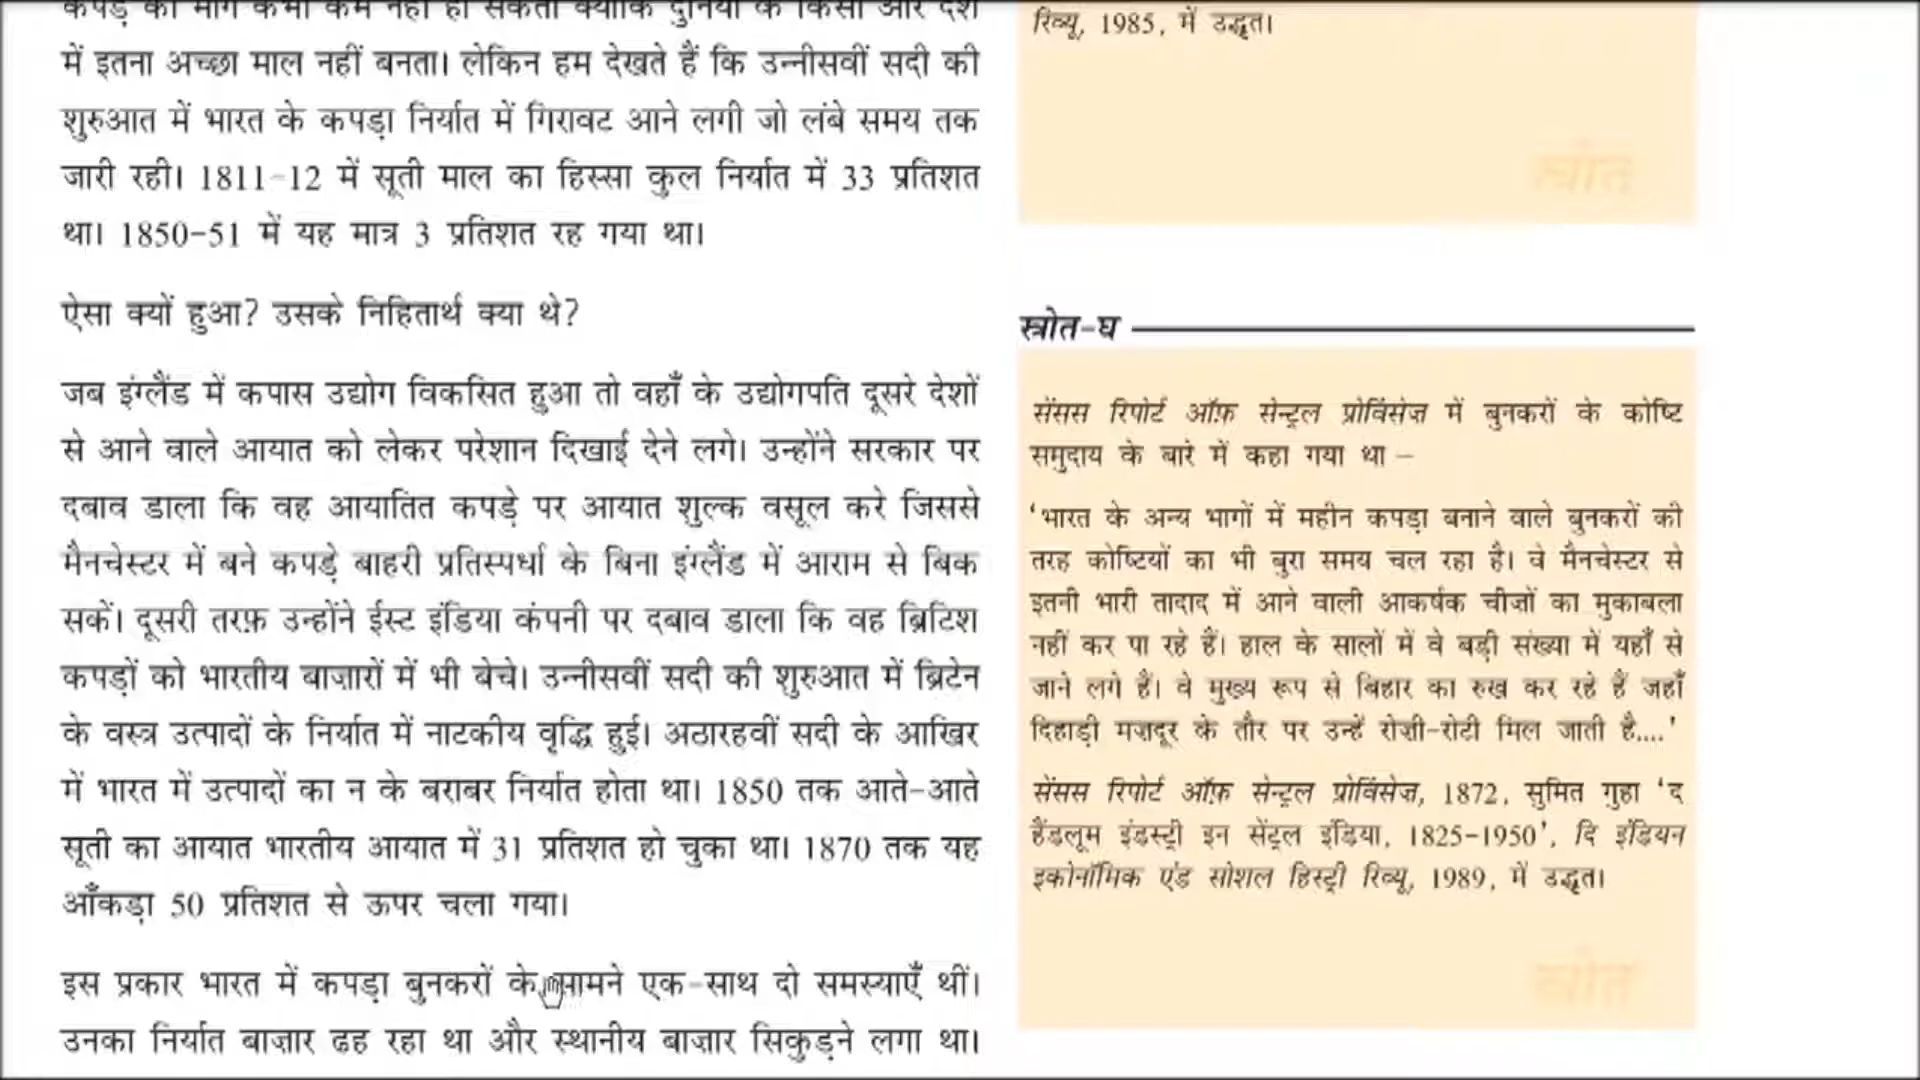 कपड़े की माँग कभी कम नहीं हो सकती क्योंकि दुनिया के किसी और देश
में इतना अच्छा माल नहीं बनता। लेकिन हम देखते हैं कि उन्नीसवीं सदी की
शुरुआत में भारत के कपड़ा निर्यात में गिरावट आने लगी जो लंबे समय तक
जारी रही। 1811-12 में सूती माल का हिस्सा कुल निर्यात में 33 प्रतिशत
था। 1850-51 में यह मात्र 3 प्रतिशत रह गया था।
ऐसा क्यों हुआ? उसके निहितार्थ क्या थे?
जब इंग्लैंड में कपास उद्योग विकसित हुआ तो वहाँ के उद्योगपति दूसरे देशों
से आने वाले आयात को लेकर परेशान दिखाई देने लगे। उन्होंने सरकार पर
दबाव डाला कि वह आयातित कपड़े पर आयात शुल्क वसूल करे जिससे
मैनचेस्टर में बने कपड़े बाहरी प्रतिस्पर्धा के बिना इंग्लैंड में आराम से बिक
सकें। दूसरी तरफ़ उन्होंने ईस्ट इंडिया कंपनी पर दबाव डाला कि वह ब्रिटिश
कपड़ों को भारतीय बाज़ारों में भी बेचे। उन्नीसवीं सदी की शुरुआत में ब्रिटेन
के वस्त्र उत्पादों के निर्यात में नाटकीय वृद्धि हुई। अठारहवीं सदी के आखिर
में भारत में उत्पादों का न के बराबर निर्यात होता था। 1850 तक आते-आते
सूती का आयात भारतीय आयात में 31 प्रतिशत हो चुका था। 1870 तक यह
आँकड़ा 50 प्रतिशत से ऊपर चला गया।
इस प्रकार भारत में कपड़ा बुनकरों के सामने एक-साथ दो समस्याएँ थीं।
उनका निर्यात बाज़ार ढह रहा था और स्थानीय बाज़ार सिकुड़ने लगा था।
रिव्यू, 1985, में उद्धृत।
स्रोत
स्त्रोत-घ
सेंसस रिपोर्ट ऑफ़ सेन्ट्रल प्रोविंसेज़ में बुनकरों के कोष्टि
समुदाय के बारे में कहा गया था –
‘भारत के अन्य भागों में महीन कपड़ा बनाने वाले बुनकरों की
तरह कोष्टियों का भी बुरा समय चल रहा है। वे मैनचेस्टर से
इतनी भारी तादाद में आने वाली आकर्षक चीज़ों का मुकाबला
नहीं कर पा रहे हैं। हाल के सालों में वे बड़ी संख्या में यहाँ से
जाने लगे हैं। वे मुख्य रूप से बिहार का रुख कर रहे हैं जहाँ
दिहाड़ी मज़दूर के तौर पर उन्हें रोज़ी-रोटी मिल जाती है....’
सेंसस रिपोर्ट ऑफ़ सेन्ट्रल प्रोविंसेज़, 1872, सुमित गुहा ‘द
हैंडलूम इंडस्ट्री इन सेंट्रल इंडिया, 1825-1950’, दि इंडियन
इकोनॉमिक एंड सोशल हिस्ट्री रिव्यू, 1989, में उद्धृत।
स्रोत